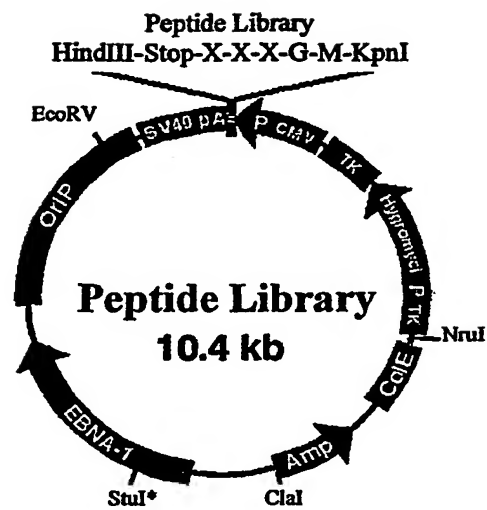 Peptide Library
HindIII-Stop-X-X-X-G-M-KpnI
EcoRV
SV40 pA
P CMV
TK
OriP
Hygromyci P TK
Peptide Library
10.4 kb
NruI
ColE
EBNA-1
Amp
StuI*
ClaI